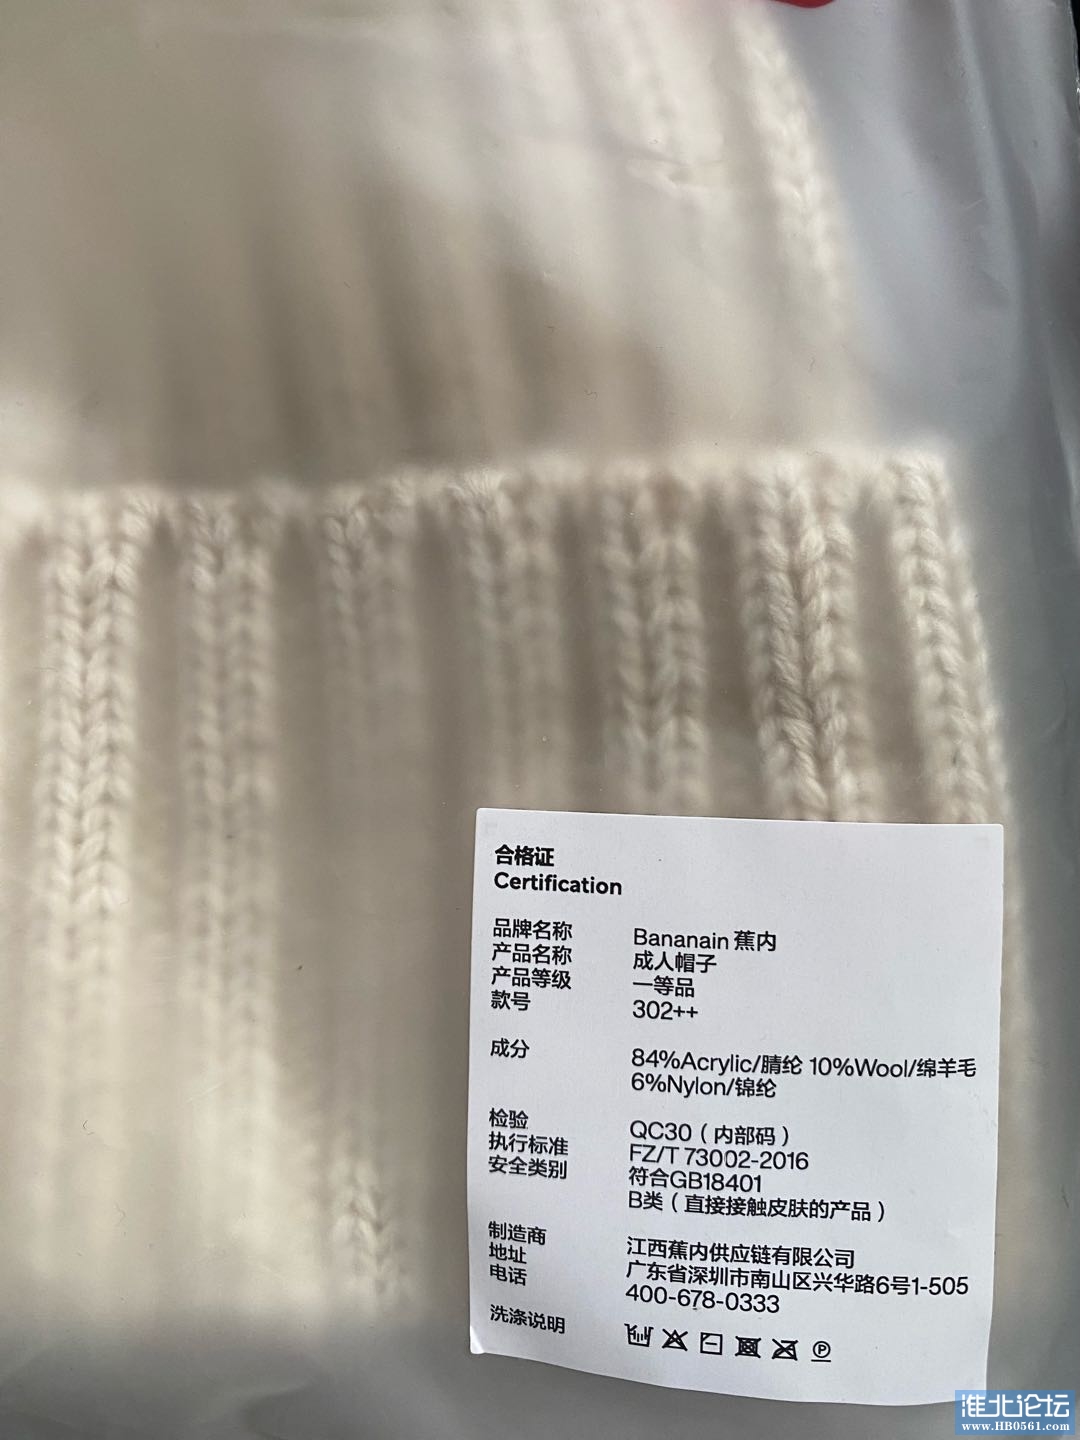 合格证
Certification
品牌名称 Bananain 蕉内
产品名称 成人帽子
产品等级 一等品
款号 302++
成分 84%Acrylic/腈纶 10%Wool/绵羊毛
6%Nylon/锦纶
检验 QC30（内部码）
执行标准 FZ/T 73002-2016
安全类别 符合GB18401
B类（直接接触皮肤的产品）
制造商 江西蕉内供应链有限公司
地址 广东省深圳市南山区兴华路6号1-505
电话 400-678-0333
洗涤说明 Ⓟ
淮北论坛
www.HB0561.com